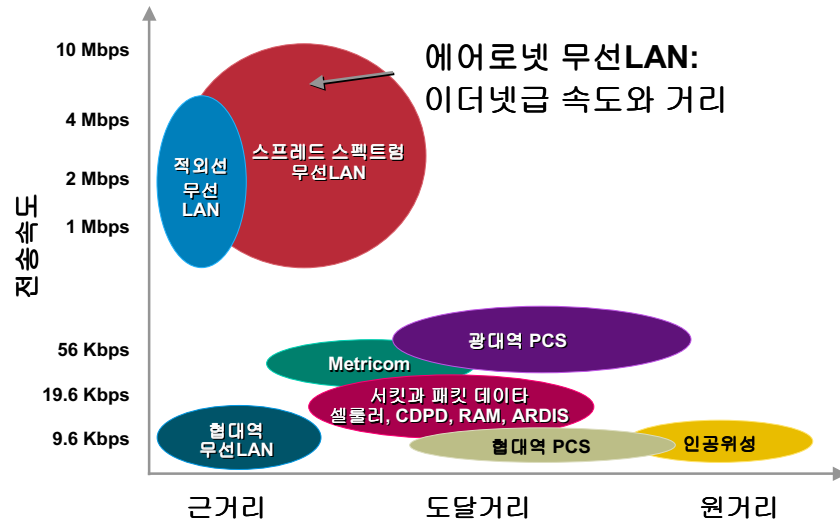 에어로넷 무선LAN:
이더넷급 속도와 거리
전송속도
10 Mbps
4 Mbps
2 Mbps
1 Mbps
56 Kbps
19.6 Kbps
9.6 Kbps
적외선
무선
LAN
스프레드 스펙트럼
무선LAN
광대역 PCS
Metricom
서킷과 패킷 데이타
셀룰러, CDPD, RAM, ARDIS
협대역
무선LAN
협대역 PCS
인공위성
근거리
도달거리
원거리